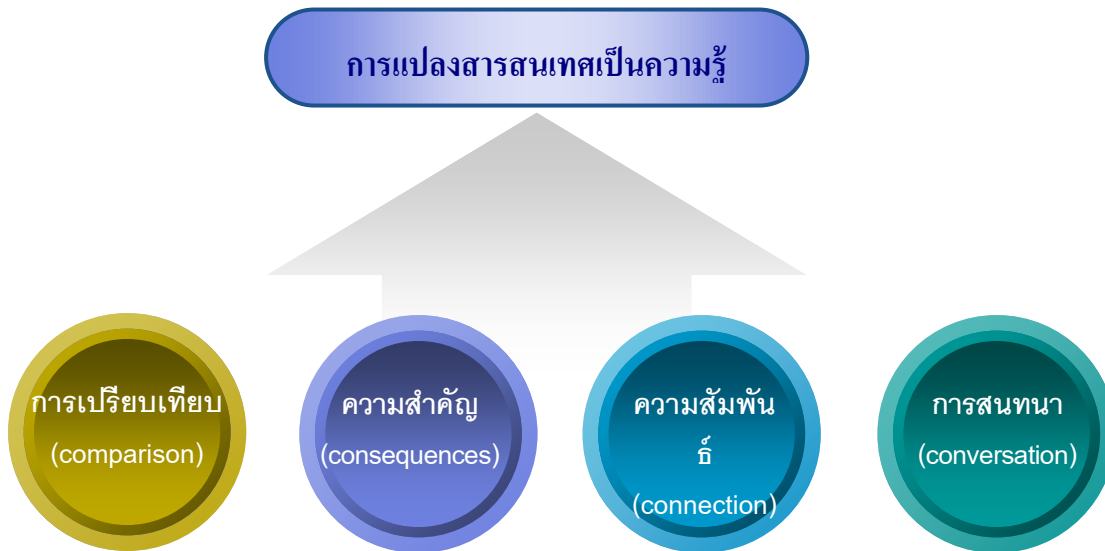 การแปลงสารสนเทศเป็นความรู้
การเปรียบเทียบ
(comparison)
ความสำคัญ
(consequences)
ความสัมพัน
ธ์
(connection)
การสนทนา
(conversation)